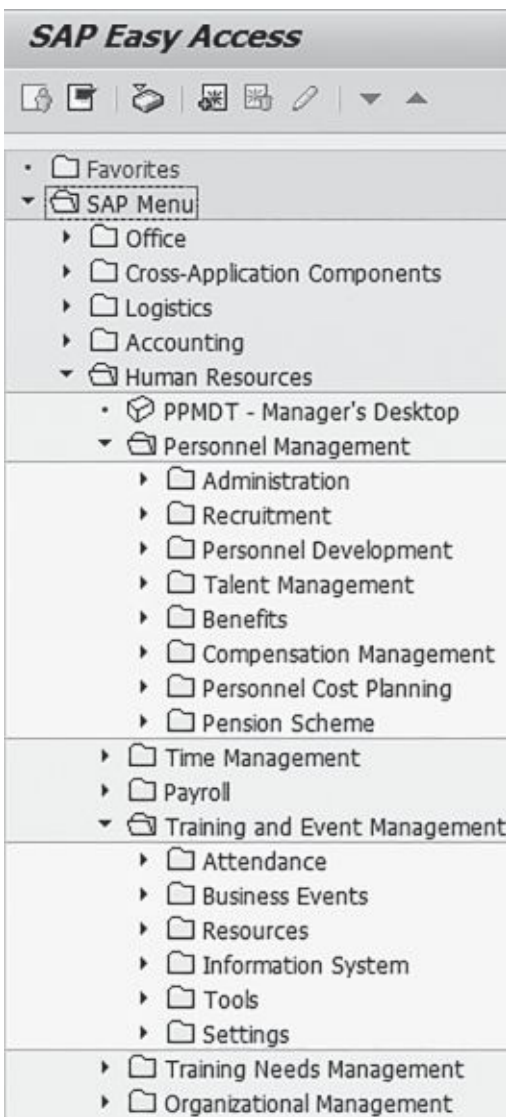 SAP Easy Access
Favorites
SAP Menu
Office
Cross-Application Components
Logistics
Accounting
Human Resources
PPMDT - Manager's Desktop
Personnel Management
Administration
Recruitment
Personnel Development
Talent Management
Benefits
Compensation Management
Personnel Cost Planning
Pension Scheme
Time Management
Payroll
Training and Event Management
Attendance
Business Events
Resources
Information System
Tools
Settings
Training Needs Management
Organizational Management